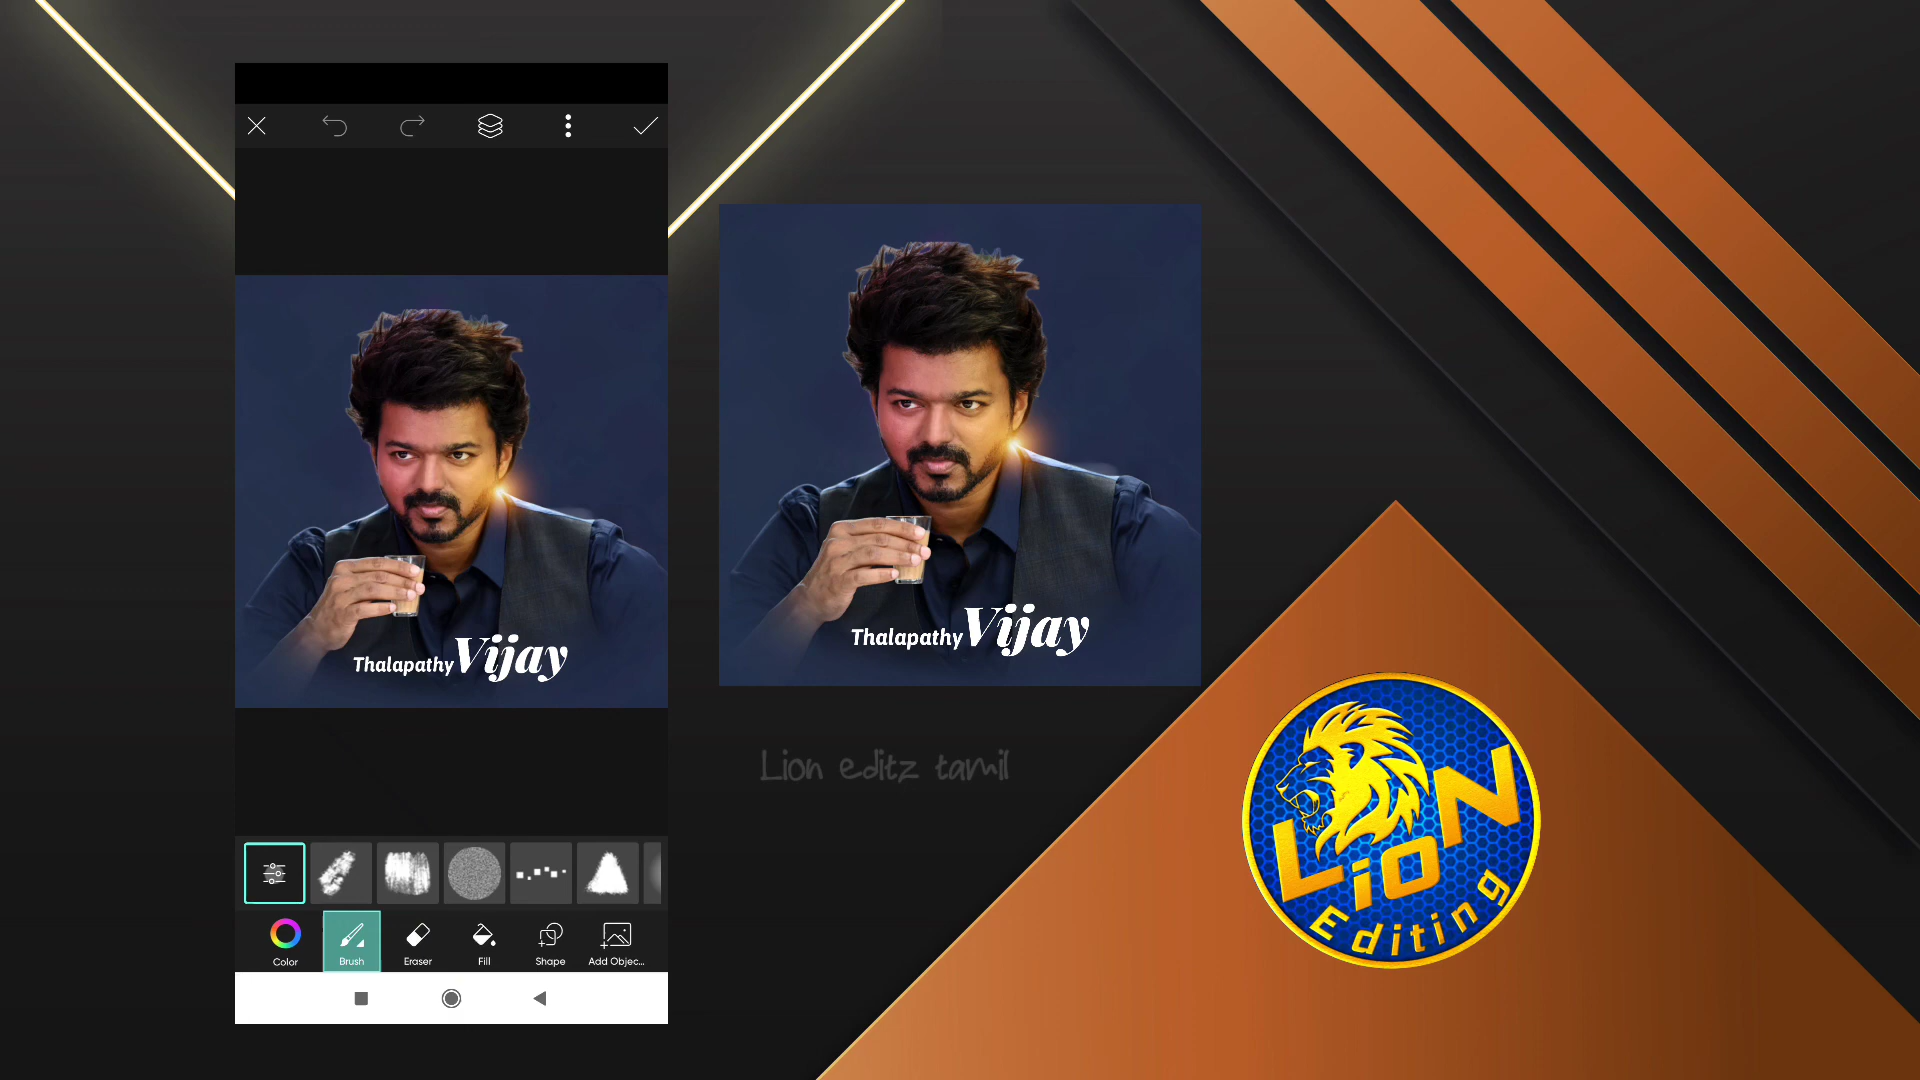 Thalapathy Vijay
Color
Brush
Eraser
Fill
Shape
Add Objec...
Thalapathy Vijay
Lion editz tamil
LiON
Editing